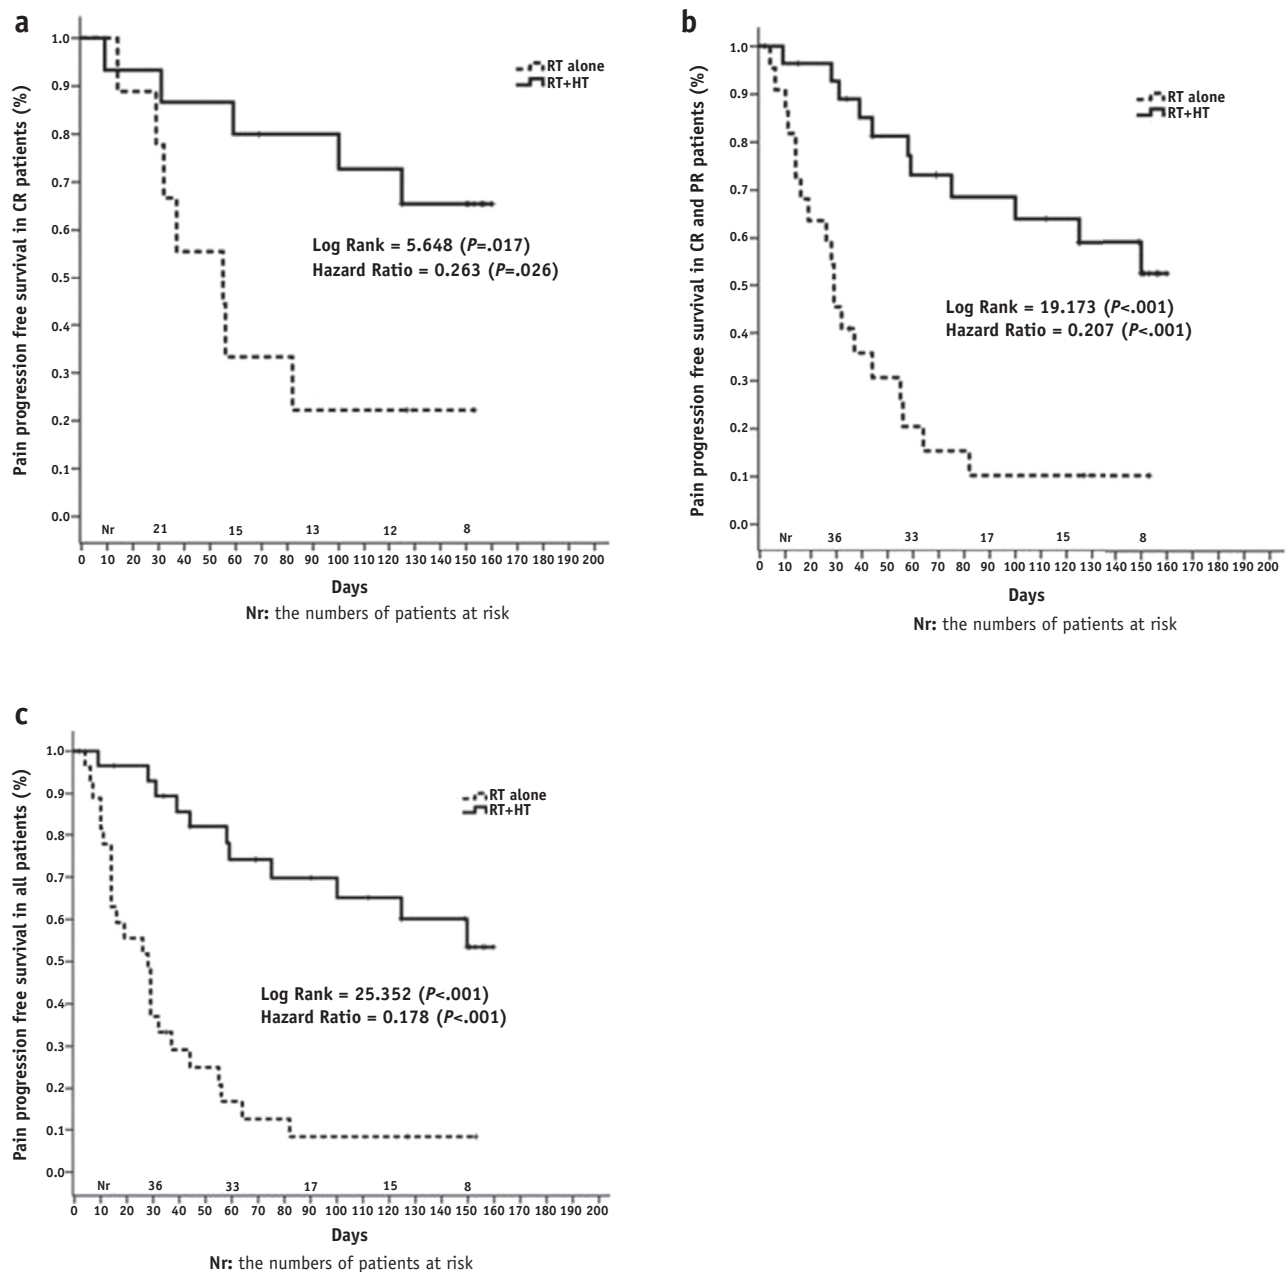 a
Pain progression free survival in CR patients (%)
1.0
0.9
0.8
0.7
0.6
0.5
0.4
0.3
0.2
0.1
0.0
RT alone
RT+HT
Log Rank = 5.648 (P=.017)
Hazard Ratio = 0.263 (P=.026)
Nr 21 15 13 12 8
0 10 20 30 40 50 60 70 80 90 100 110 120 130 140 150 160 170 180 190 200
Days
Nr: the numbers of patients at risk
b
Pain progression free survival in CR and PR patients (%)
1.0
0.9
0.8
0.7
0.6
0.5
0.4
0.3
0.2
0.1
0.0
RT alone
RT+HT
Log Rank = 19.173 (P<.001)
Hazard Ratio = 0.207 (P<.001)
Nr 36 33 17 15 8
0 10 20 30 40 50 60 70 80 90 100 110 120 130 140 150 160 170 180 190 200
Days
Nr: the numbers of patients at risk
c
Pain progression free survival in all patients (%)
1.0
0.9
0.8
0.7
0.6
0.5
0.4
0.3
0.2
0.1
0.0
RT alone
RT+HT
Log Rank = 25.352 (P<.001)
Hazard Ratio = 0.178 (P<.001)
Nr 36 33 17 15 8
0 10 20 30 40 50 60 70 80 90 100 110 120 130 140 150 160 170 180 190 200
Days
Nr: the numbers of patients at risk